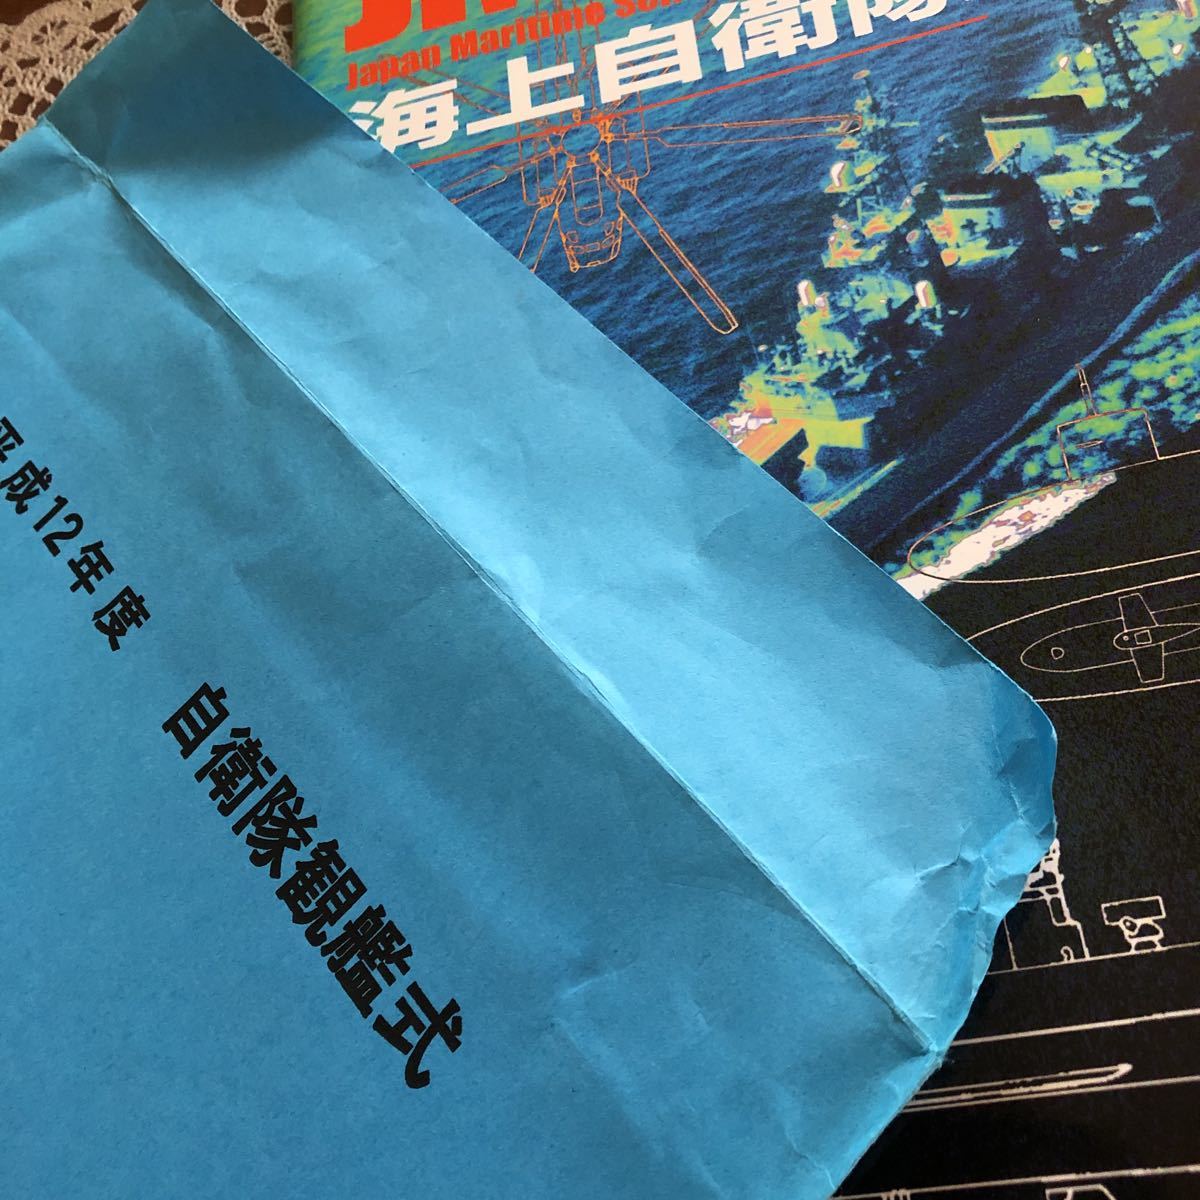 Japan Maritime
海上自衛隊
平成12年度
自衛隊観艦式